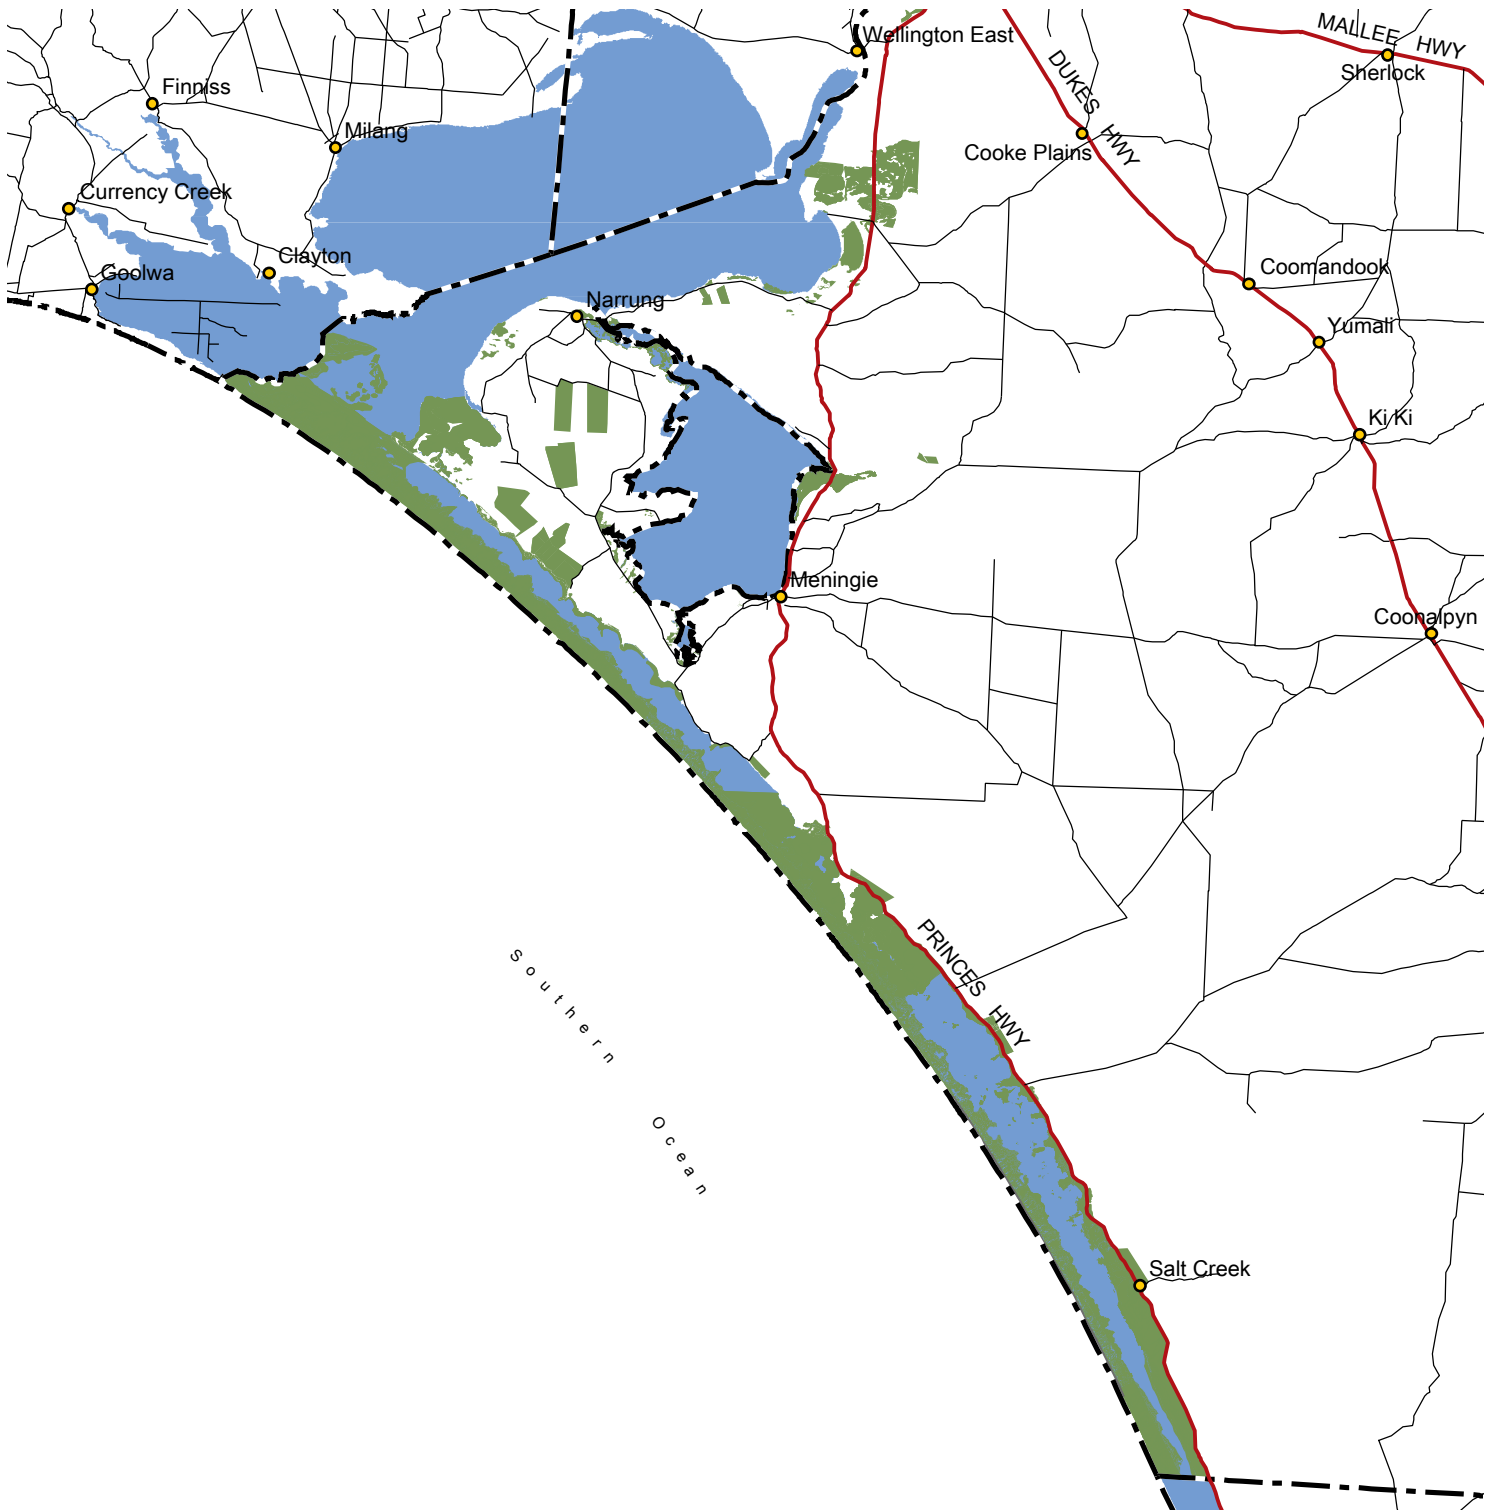 Wellington East
MALLEE HWY
Sherlock
DUKES HWY
Finniss
Milang
Cooke Plains
Currency Creek
Clayton
Goolwa
Coomandook
Narrung
Yumali
Ki Ki
Meningie
Coonalpyn
PRINCES HWY
Southern
Ocean
Salt Creek